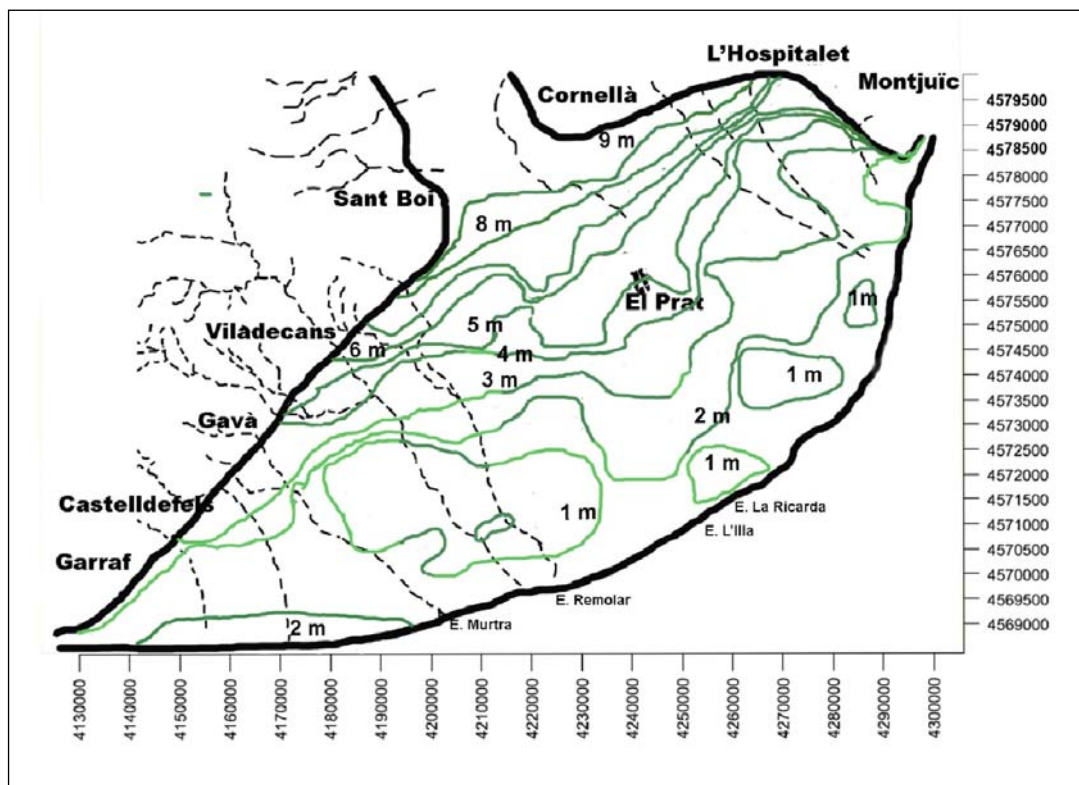 L'Hospitalet
Montjuïc
Cornellà
9 m
Sant Boi
8 m
El Prat
1m
Viladecans
5 m
6 m
4 m
3 m
1 m
Gavà
2 m
1 m
Castelldefels
1 m
E. La Ricarda
E. L'Illa
Garraf
E. Remolar
E. Murtra
2 m
4579500
4579000
4578500
4578000
4577500
4577000
4576500
4576000
4575500
4575000
4574500
4574000
4573500
4573000
4572500
4572000
4571500
4571000
4570500
4570000
4569500
4569000
4130000
4140000
4150000
4160000
4170000
4180000
4190000
4200000
4210000
4220000
4230000
4240000
4250000
4260000
4270000
4280000
4290000
4300000